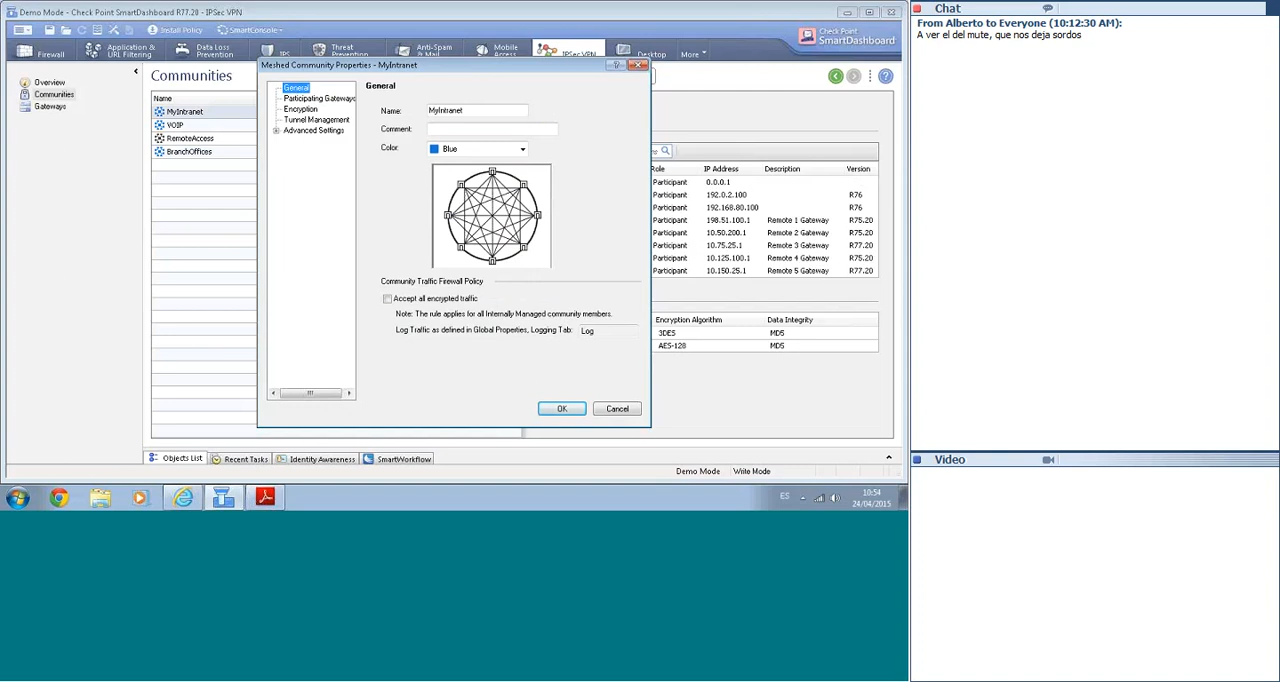 Demo Mode - Check Point SmartDashboard R77.20 - IPSec VPN
Install Policy
SmartConsole
Firewall
Application & URL Filtering
Data Loss Prevention
IPS
Threat Prevention
Anti-Spam & Mail
Mobile Access
IPSec VPN
Desktop
More
Check Point
SmartDashboard
Overview
Communities
Gateways
Communities
Name
MyIntranet
VOIP
RemoteAccess
BranchOffices
Meshed Community Properties - MyIntranet
General
Participating Gateways
Encryption
Tunnel Management
Advanced Settings
General
Name: MyIntranet
Comment:
Color: Blue
Community Traffic Firewall Policy
Accept all encrypted traffic
Note: The rule applies for all Internally Managed community members.
Log Traffic as defined in Global Properties, Logging Tab: Log
OK Cancel
Role IP Address Description Version
Participant 0.0.0.1
Participant 192.0.2.100 R76
Participant 192.168.80.100 R76
Participant 198.51.100.1 Remote 1 Gateway R75.20
Participant 10.50.200.1 Remote 2 Gateway R75.20
Participant 10.75.25.1 Remote 3 Gateway R77.20
Participant 10.125.100.1 Remote 4 Gateway R75.20
Participant 10.150.25.1 Remote 5 Gateway R77.20
Encryption Algorithm Data Integrity
3DES MD5
AES-128 MD5
Objects List Recent Tasks Identity Awareness SmartWorkflow
Demo Mode Write Mode
ES
10:54
24/04/2015
Chat
From Alberto to Everyone (10:12:30 AM):
A ver el del mute, que nos deja sordos
Video